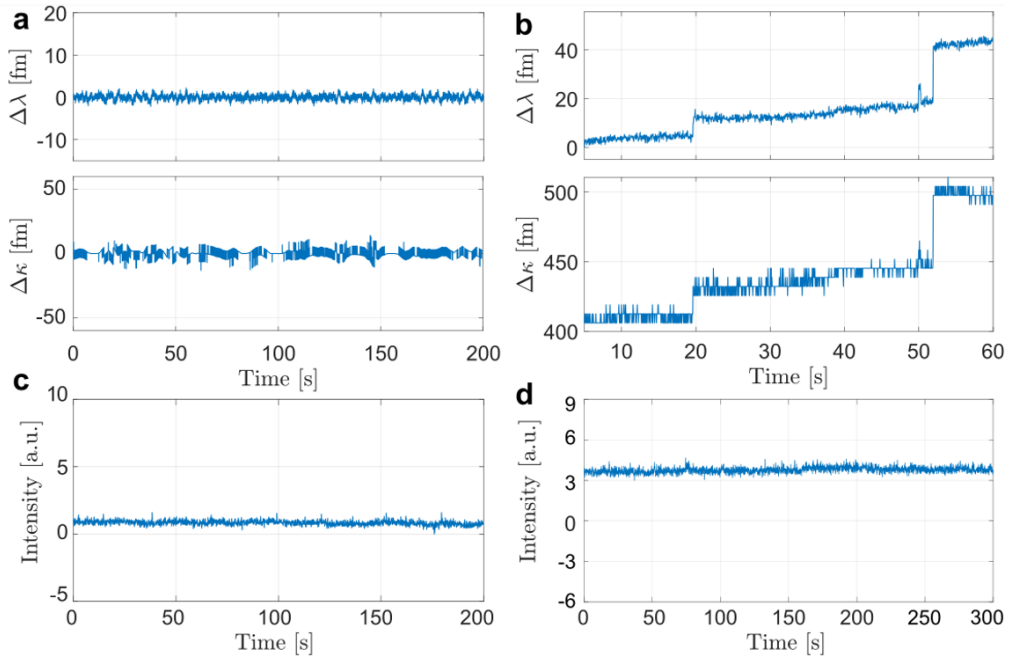 a
20
10
0
-10
Δλ [fm]
50
0
-50
Δκ [fm]
0 50 100 150 200
Time [s]
b
40
20
0
Δλ [fm]
500
450
400
Δκ [fm]
10 20 30 40 50 60
Time [s]
c
10
5
0
-5
Intensity [a.u.]
0 50 100 150 200
Time [s]
d
9
6
3
0
-3
-6
Intensity [a.u.]
0 50 100 150 200 250 300
Time [s]